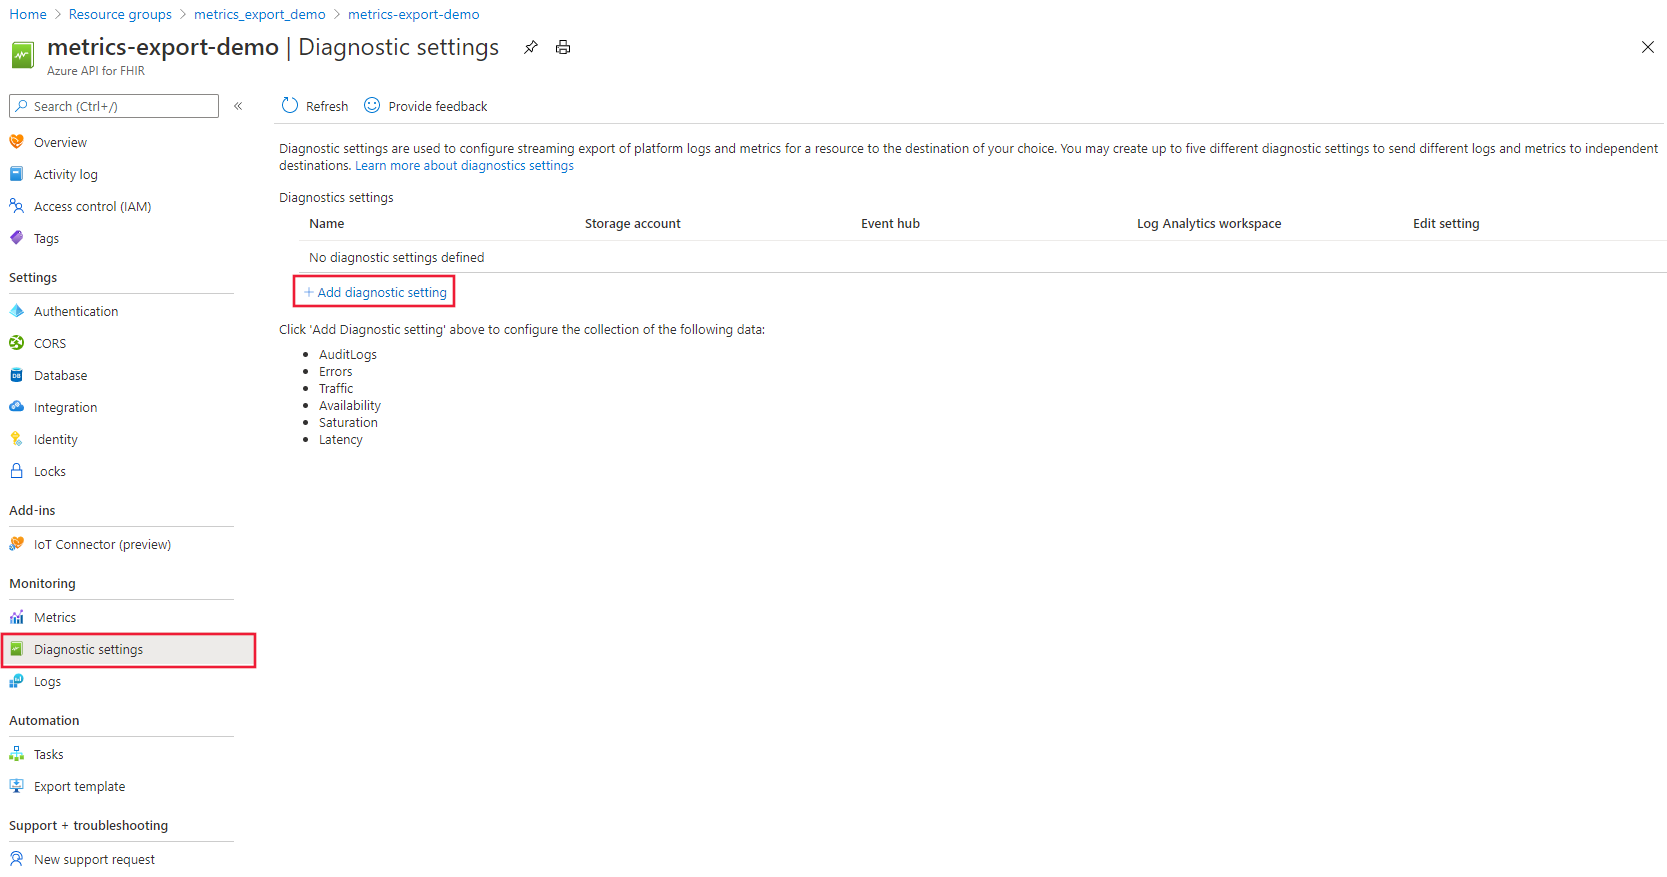 Home > Resource groups > metrics_export_demo > metrics-export-demo
metrics-export-demo | Diagnostic settings
Azure API for FHIR
Search (Ctrl+/)
«
Refresh
Provide feedback
Overview
Activity log
Access control (IAM)
Tags
Settings
Authentication
CORS
Database
Integration
Identity
Locks
Add-ins
IoT Connector (preview)
Monitoring
Metrics
Diagnostic settings
Logs
Automation
Tasks
Export template
Support + troubleshooting
New support request
Diagnostic settings are used to configure streaming export of platform logs and metrics for a resource to the destination of your choice. You may create up to five different diagnostic settings to send different logs and metrics to independent
destinations. Learn more about diagnostics settings
Diagnostics settings
Name Storage account Event hub Log Analytics workspace Edit setting
No diagnostic settings defined
+ Add diagnostic setting
Click 'Add Diagnostic setting' above to configure the collection of the following data:
• AuditLogs
• Errors
• Traffic
• Availability
• Saturation
• Latency